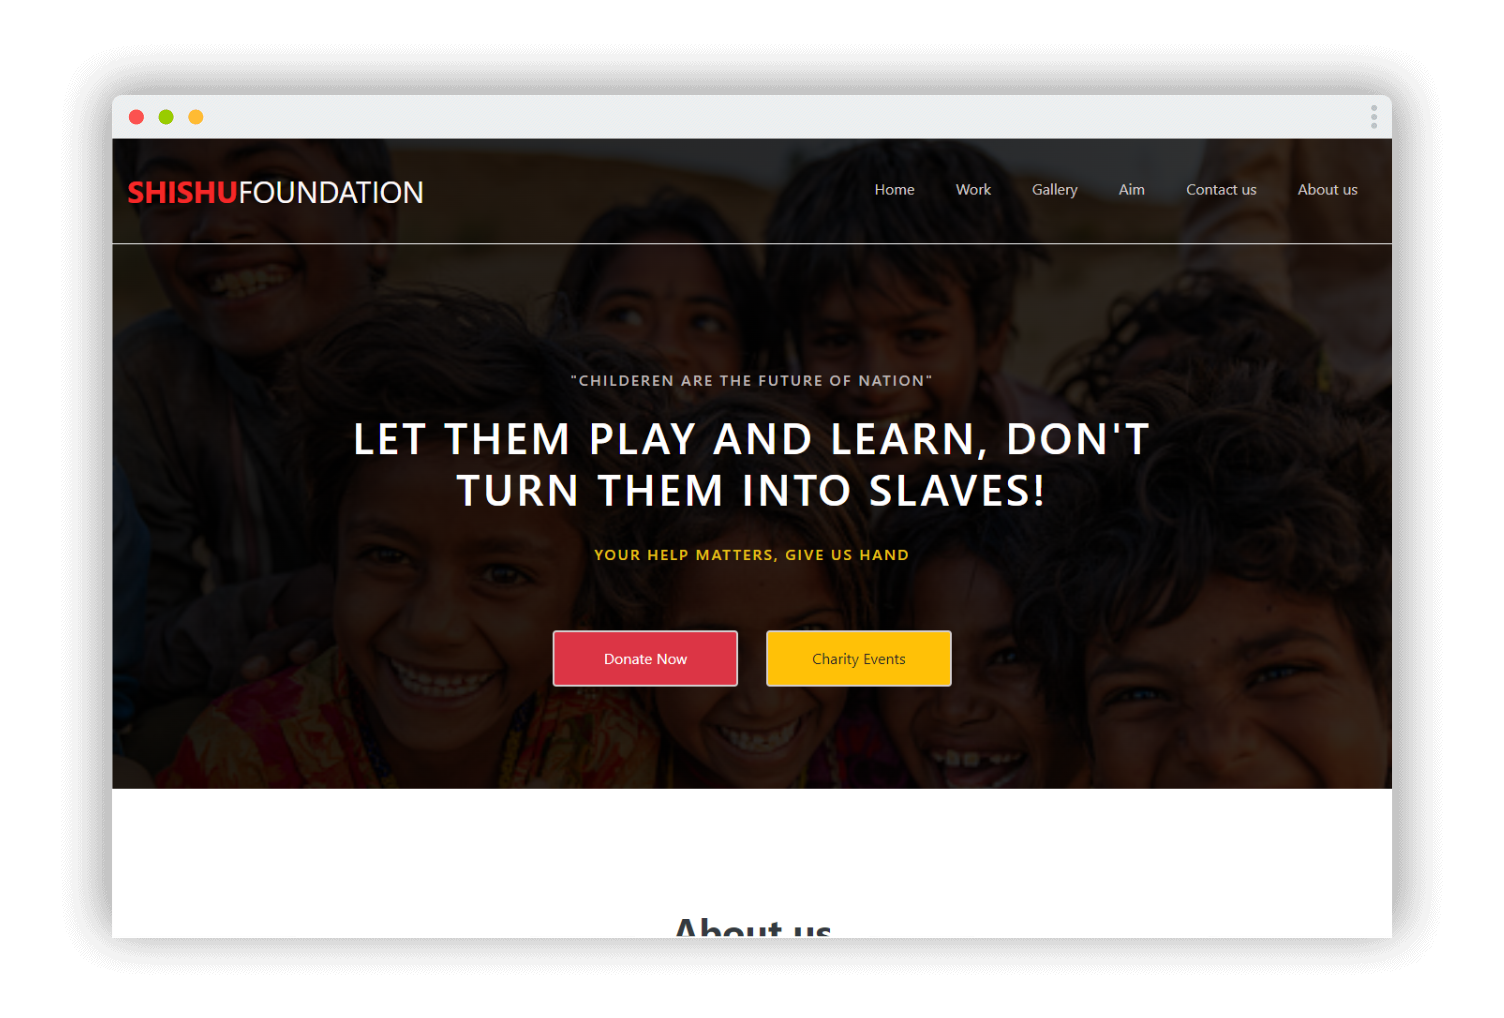 SHISHUFOUNDATION
Home Work Gallery Aim Contact us About us
"CHILDEREN ARE THE FUTURE OF NATION"
LET THEM PLAY AND LEARN, DON'T
TURN THEM INTO SLAVES!
YOUR HELP MATTERS, GIVE US HAND
Donate Now Charity Events
About us